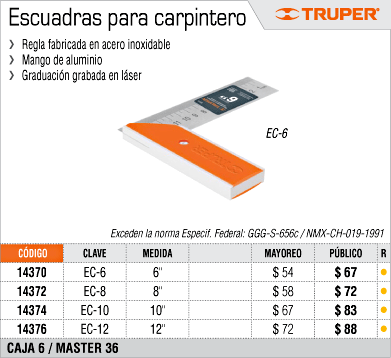 Escuadras para carpintero
TRUPER®
❯ Regla fabricada en acero inoxidable
❯ Mango de aluminio
❯ Graduación grabada en láser
EC-6
Exceden la norma Especif. Federal: GGG-S-656c / NMX-CH-019-1991
CÓDIGO CLAVE MEDIDA MAYOREO PÚBLICO R
14370 EC-6 6" $ 54 $ 67 ●
14372 EC-8 8" $ 58 $ 72 ●
14374 EC-10 10" $ 67 $ 83 ●
14376 EC-12 12" $ 72 $ 88 ●
CAJA 6 / MASTER 36